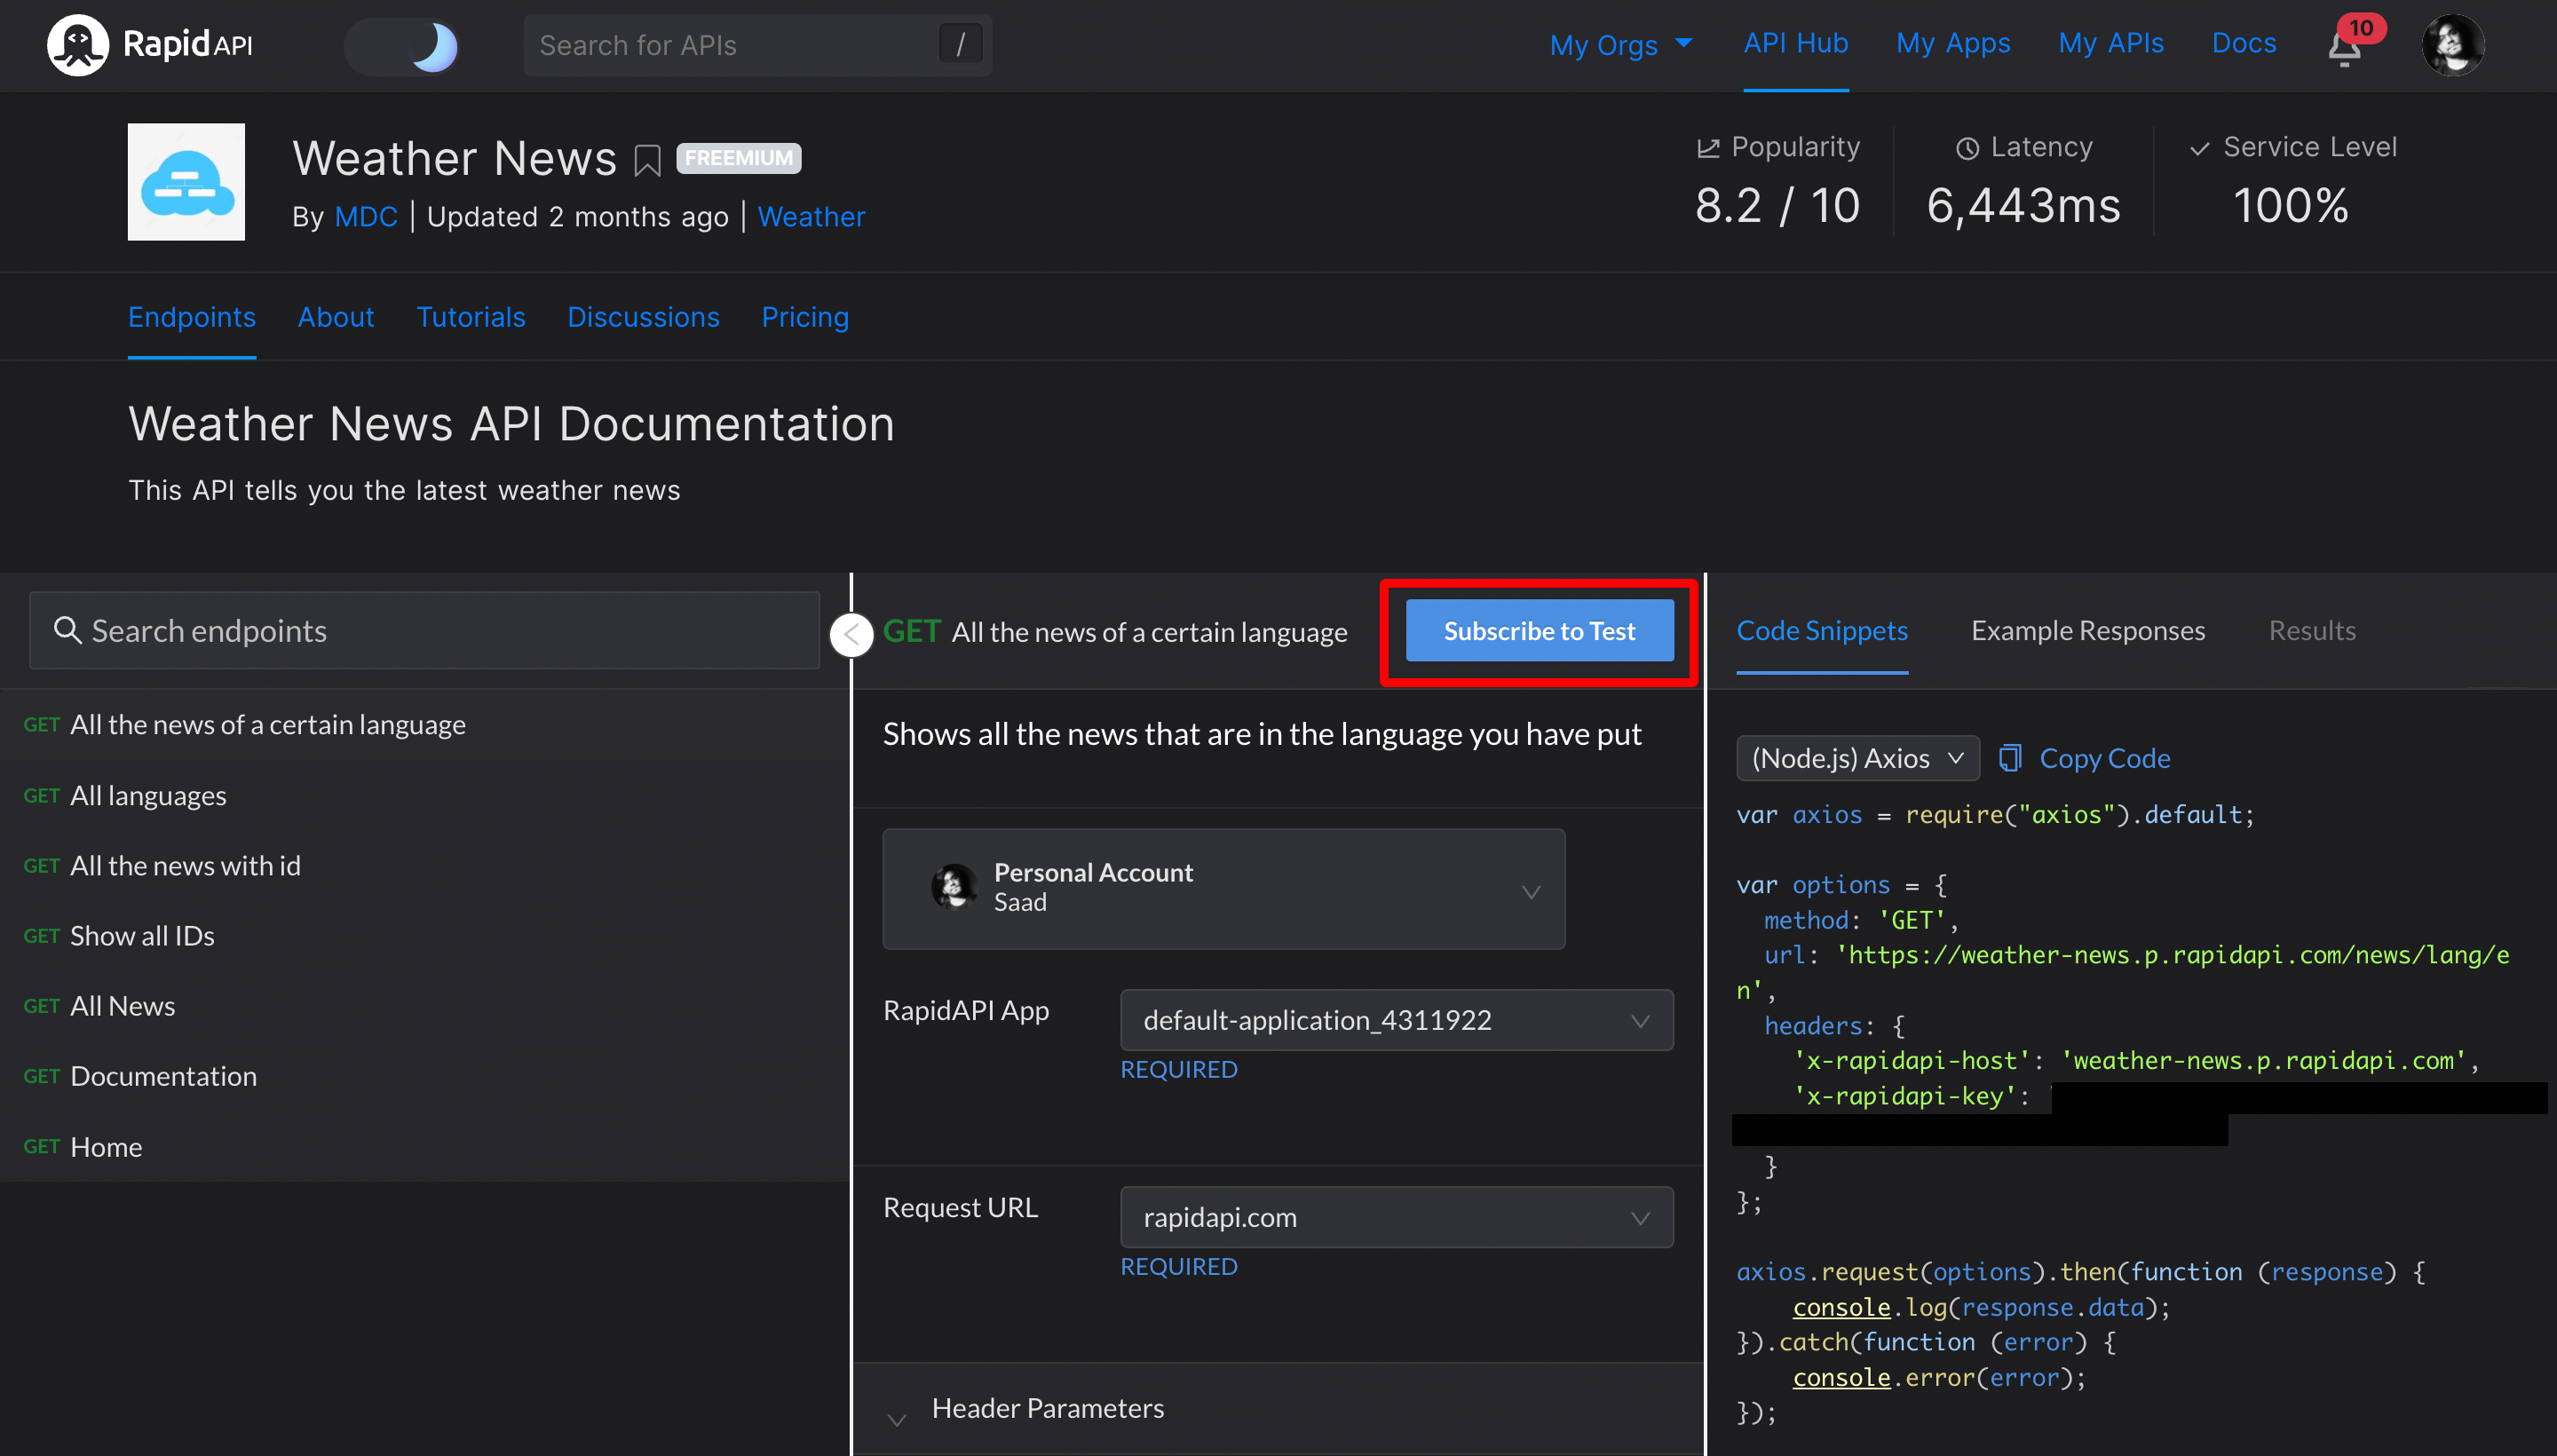 RapidAPI
Search for APIs /
My Orgs API Hub My Apps My APIs Docs 10
Weather News FREEMIUM
By MDC | Updated 2 months ago | Weather
Popularity
8.2 / 10
Latency
6,443ms
Service Level
100%
Endpoints About Tutorials Discussions Pricing
Weather News API Documentation
This API tells you the latest weather news
Search endpoints
GET All the news of a certain language
GET All languages
GET All the news with id
GET Show all IDs
GET All News
GET Documentation
GET Home
GET All the news of a certain language
Subscribe to Test
Shows all the news that are in the language you have put
Personal Account
Saad
RapidAPI App
default-application_4311922
REQUIRED
Request URL
rapidapi.com
REQUIRED
Header Parameters
Code Snippets Example Responses Results
(Node.js) Axios Copy Code
var axios = require("axios").default;
var options = {
method: 'GET',
url: 'https://weather-news.p.rapidapi.com/news/lang/e
n',
headers: {
'x-rapidapi-host': 'weather-news.p.rapidapi.com',
'x-rapidapi-key':
}
};
axios.request(options).then(function (response) {
console.log(response.data);
}).catch(function (error) {
console.error(error);
});